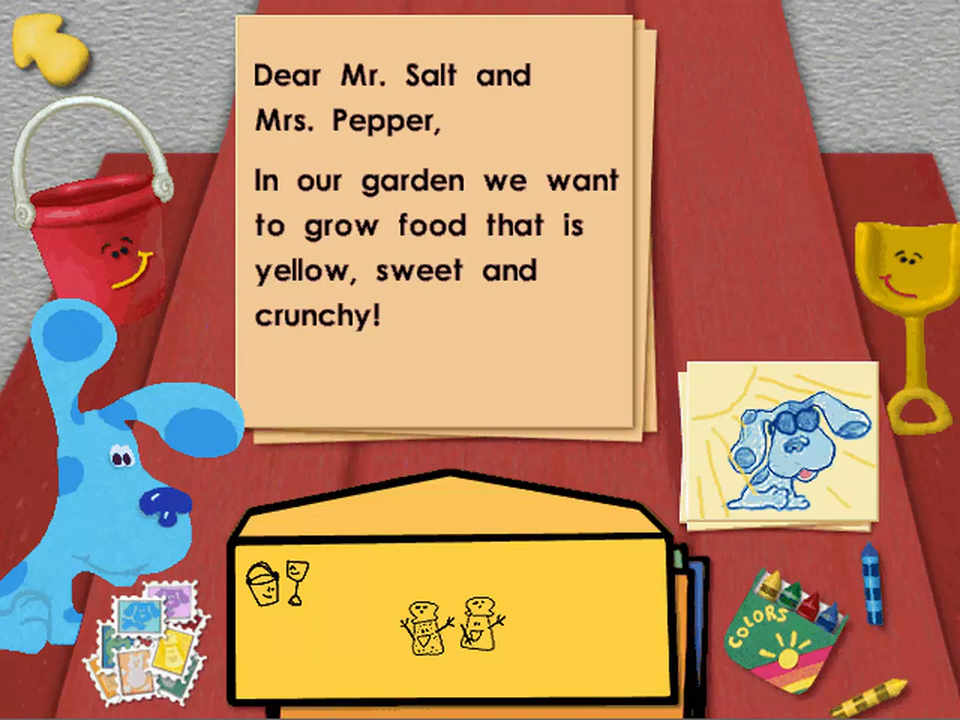 Dear Mr. Salt and
Mrs. Pepper,
In our garden we want
to grow food that is
yellow, sweet and
crunchy!
COLORS